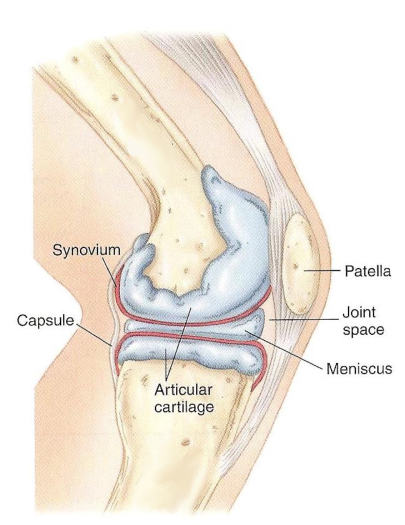 Synovium
Patella
Capsule
Joint
space
Meniscus
Articular
cartilage